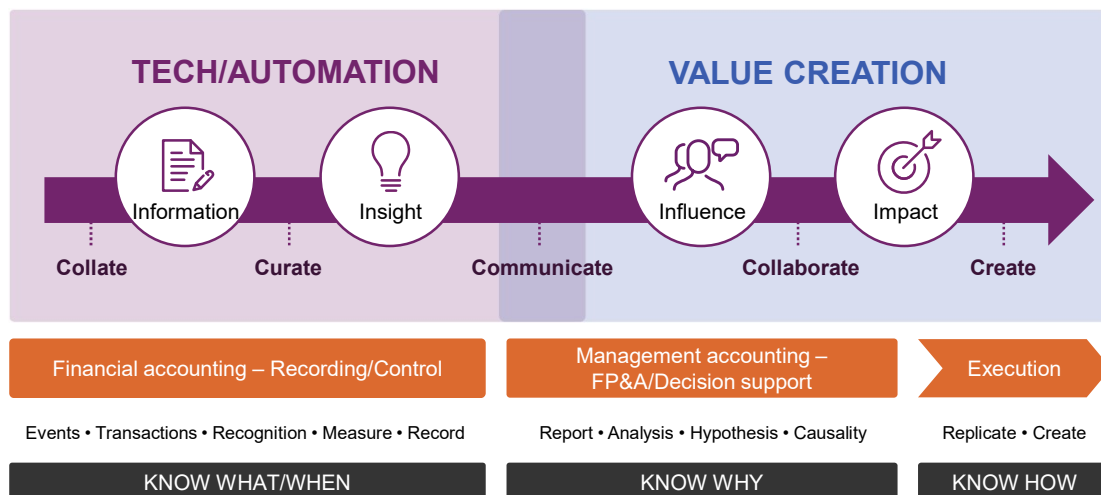 TECH/AUTOMATION
VALUE CREATION
Information
Insight
Influence
Impact
Collate
Curate
Communicate
Collaborate
Create
Financial accounting – Recording/Control
Management accounting –
FP&A/Decision support
Execution
Events • Transactions • Recognition • Measure • Record
Report • Analysis • Hypothesis • Causality
Replicate • Create
KNOW WHAT/WHEN
KNOW WHY
KNOW HOW